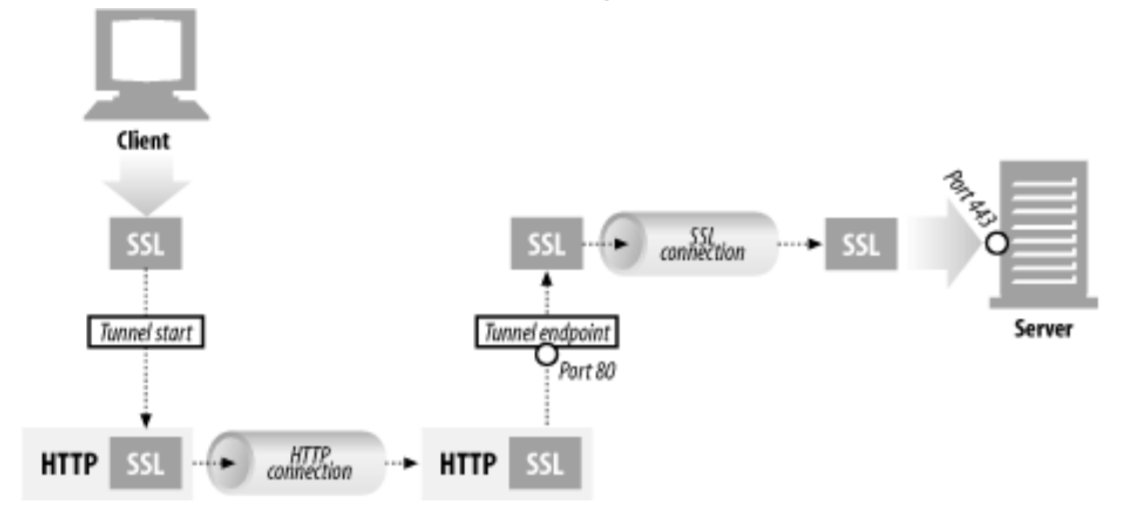 Client
SSL
Tunnel start
HTTP SSL
HTTP
connection
HTTP SSL
Port 80
Tunnel endpoint
SSL
SSL
connection
SSL
Port 443
Server